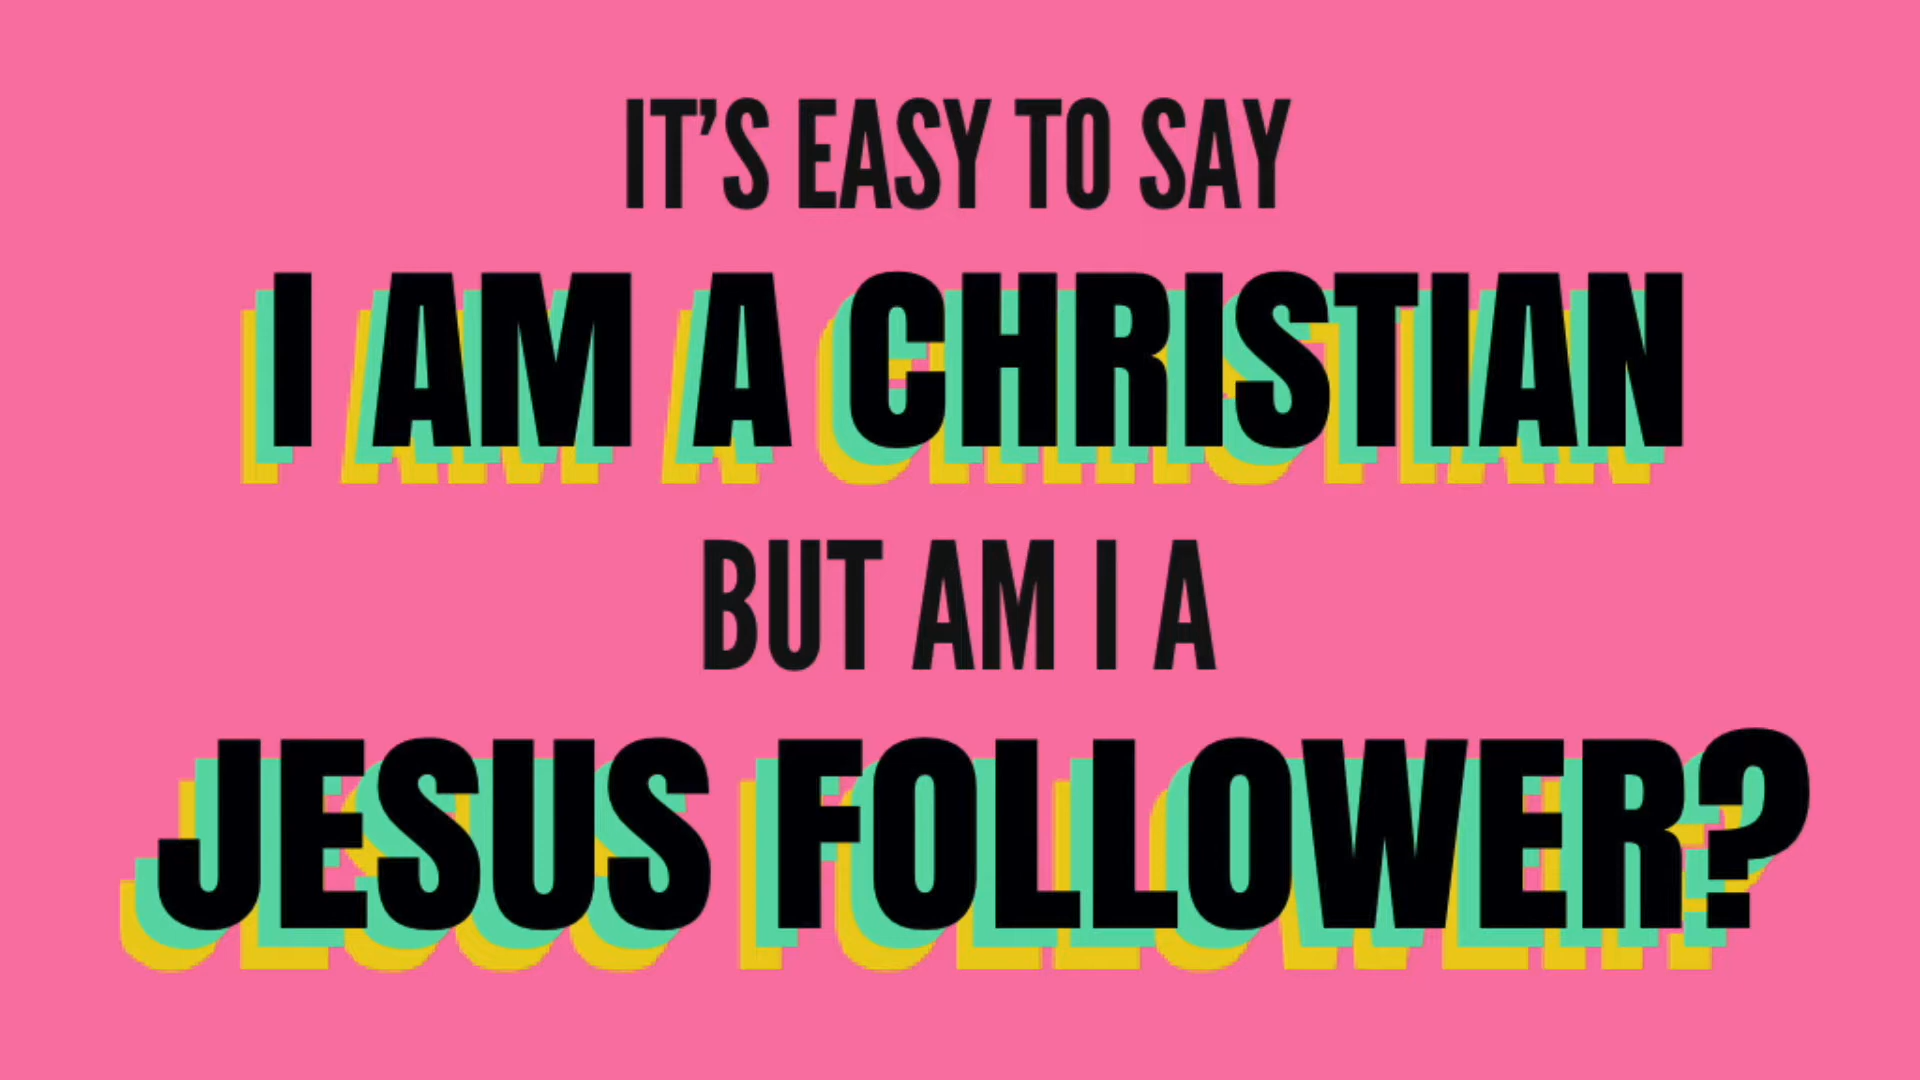 IT’S EASY TO SAY
I AM A CHRISTIAN
BUT AM I A
JESUS FOLLOWER?